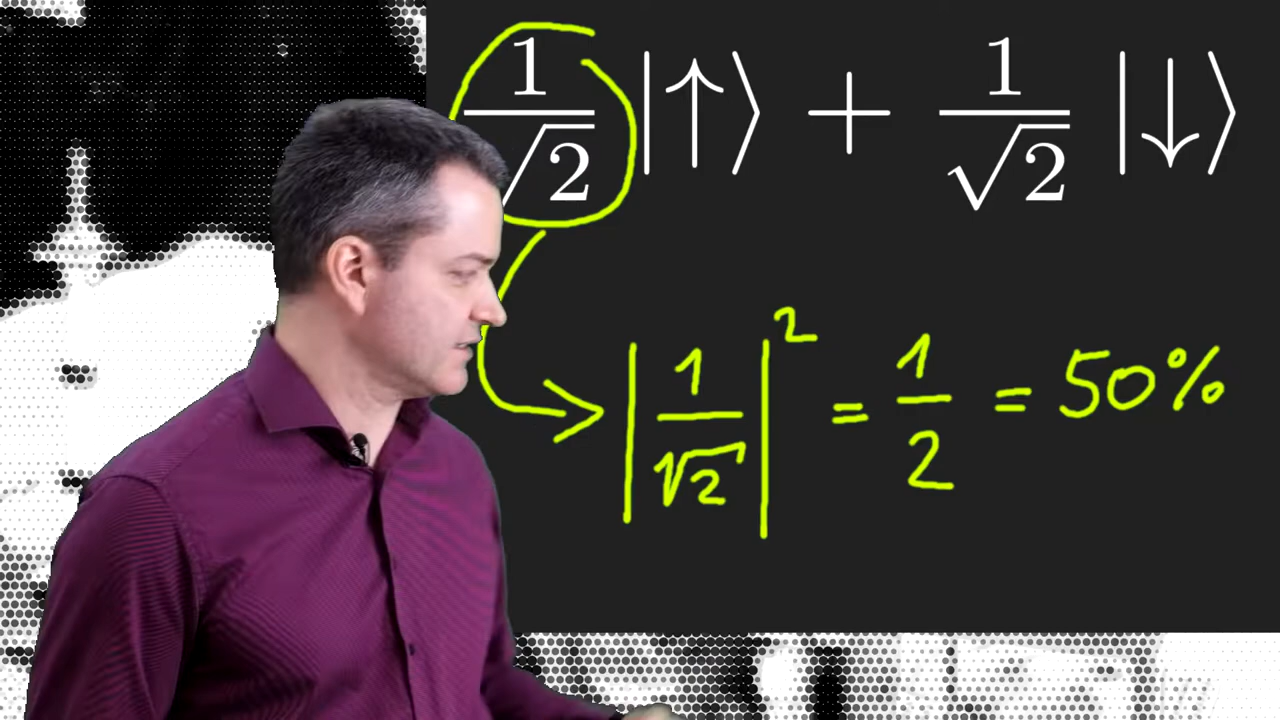 1/√2 |↑⟩ + 1/√2 |↓⟩
|1/√2|² = 1/2 = 50%